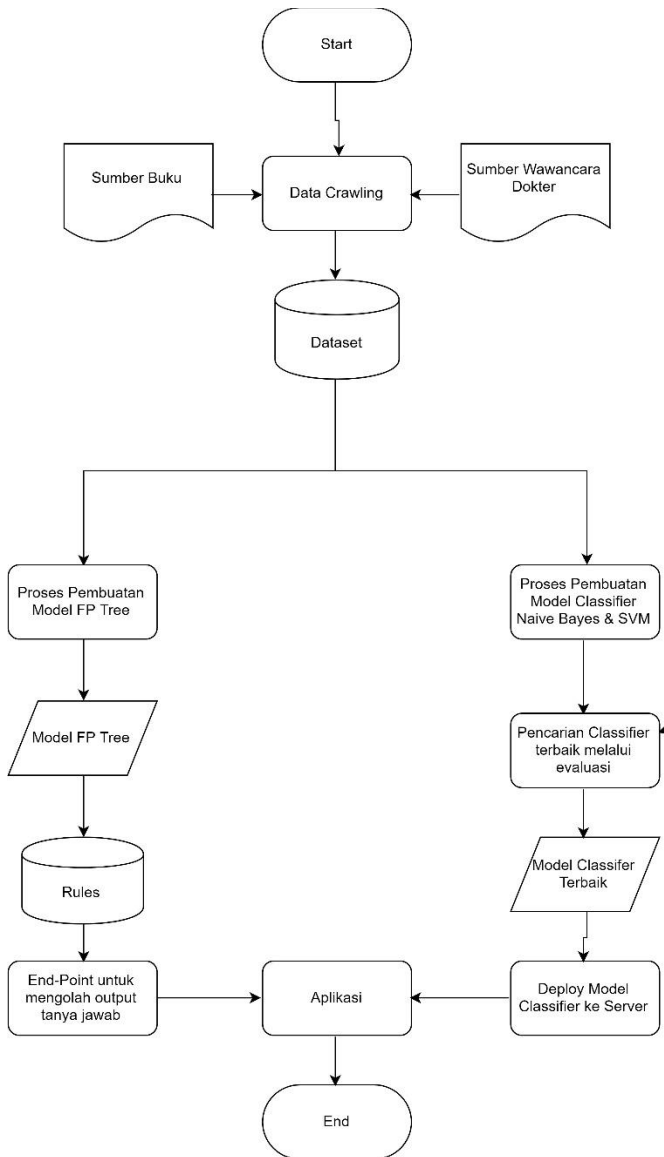 Start
Sumber Buku
Data Crawling
Sumber Wawancara
Dokter
Dataset
Proses Pembuatan
Model FP Tree
Proses Pembuatan
Model Classifier
Naive Bayes & SVM
Model FP Tree
Pencarian Classifier
terbaik melalui
evaluasi
Rules
Model Classifer
Terbaik
End-Point untuk
mengolah output
tanya jawab
Aplikasi
Deploy Model
Classifier ke Server
End